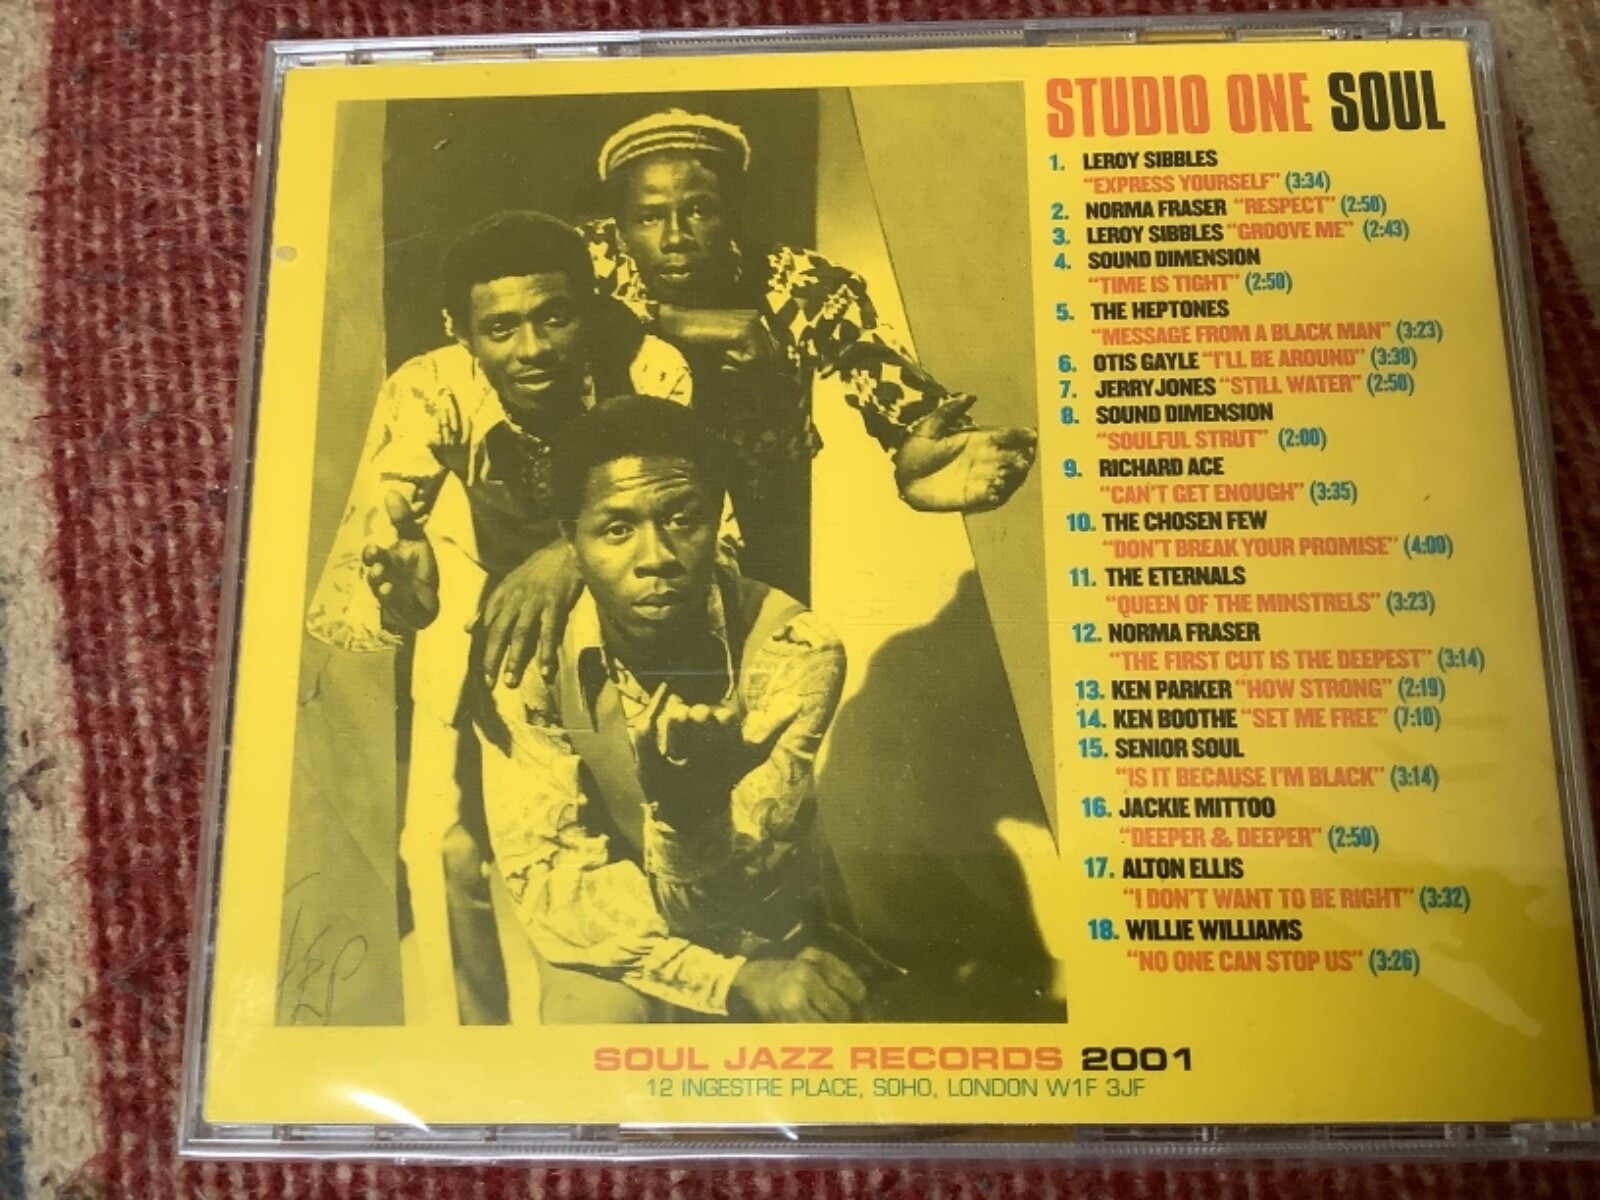 STUDIO ONE SOUL
1. LEROY SIBBLES
"EXPRESS YOURSELF" (3:34)
2. NORMA FRASER "RESPECT" (2:50)
3. LEROY SIBBLES "GROOVE ME" (2:43)
4. SOUND DIMENSION
"TIME IS TIGHT" (2:50)
5. THE HEPTONES
"MESSAGE FROM A BLACK MAN" (3:23)
6. OTIS GAYLE "I'LL BE AROUND" (3:38)
7. JERRY JONES "STILL WATER" (2:50)
8. SOUND DIMENSION
"SOULFUL STRUT" (2:00)
9. RICHARD ACE
"CAN'T GET ENOUGH" (3:35)
10. THE CHOSEN FEW
"DON'T BREAK YOUR PROMISE" (4:00)
11. THE ETERNALS
"QUEEN OF THE MINSTRELS" (3:23)
12. NORMA FRASER
"THE FIRST CUT IS THE DEEPEST" (3:14)
13. KEN PARKER "HOW STRONG" (2:19)
14. KEN BOOTHE "SET ME FREE" (7:10)
15. SENIOR SOUL
"IS IT BECAUSE I'M BLACK" (3:14)
16. JACKIE MITTOO
"DEEPER & DEEPER" (2:50)
17. ALTON ELLIS
"I DON'T WANT TO BE RIGHT" (3:32)
18. WILLIE WILLIAMS
"NO ONE CAN STOP US" (3:26)
SOUL JAZZ RECORDS 2001
12 INGESTRE PLACE, SOHO, LONDON W1F 3JF